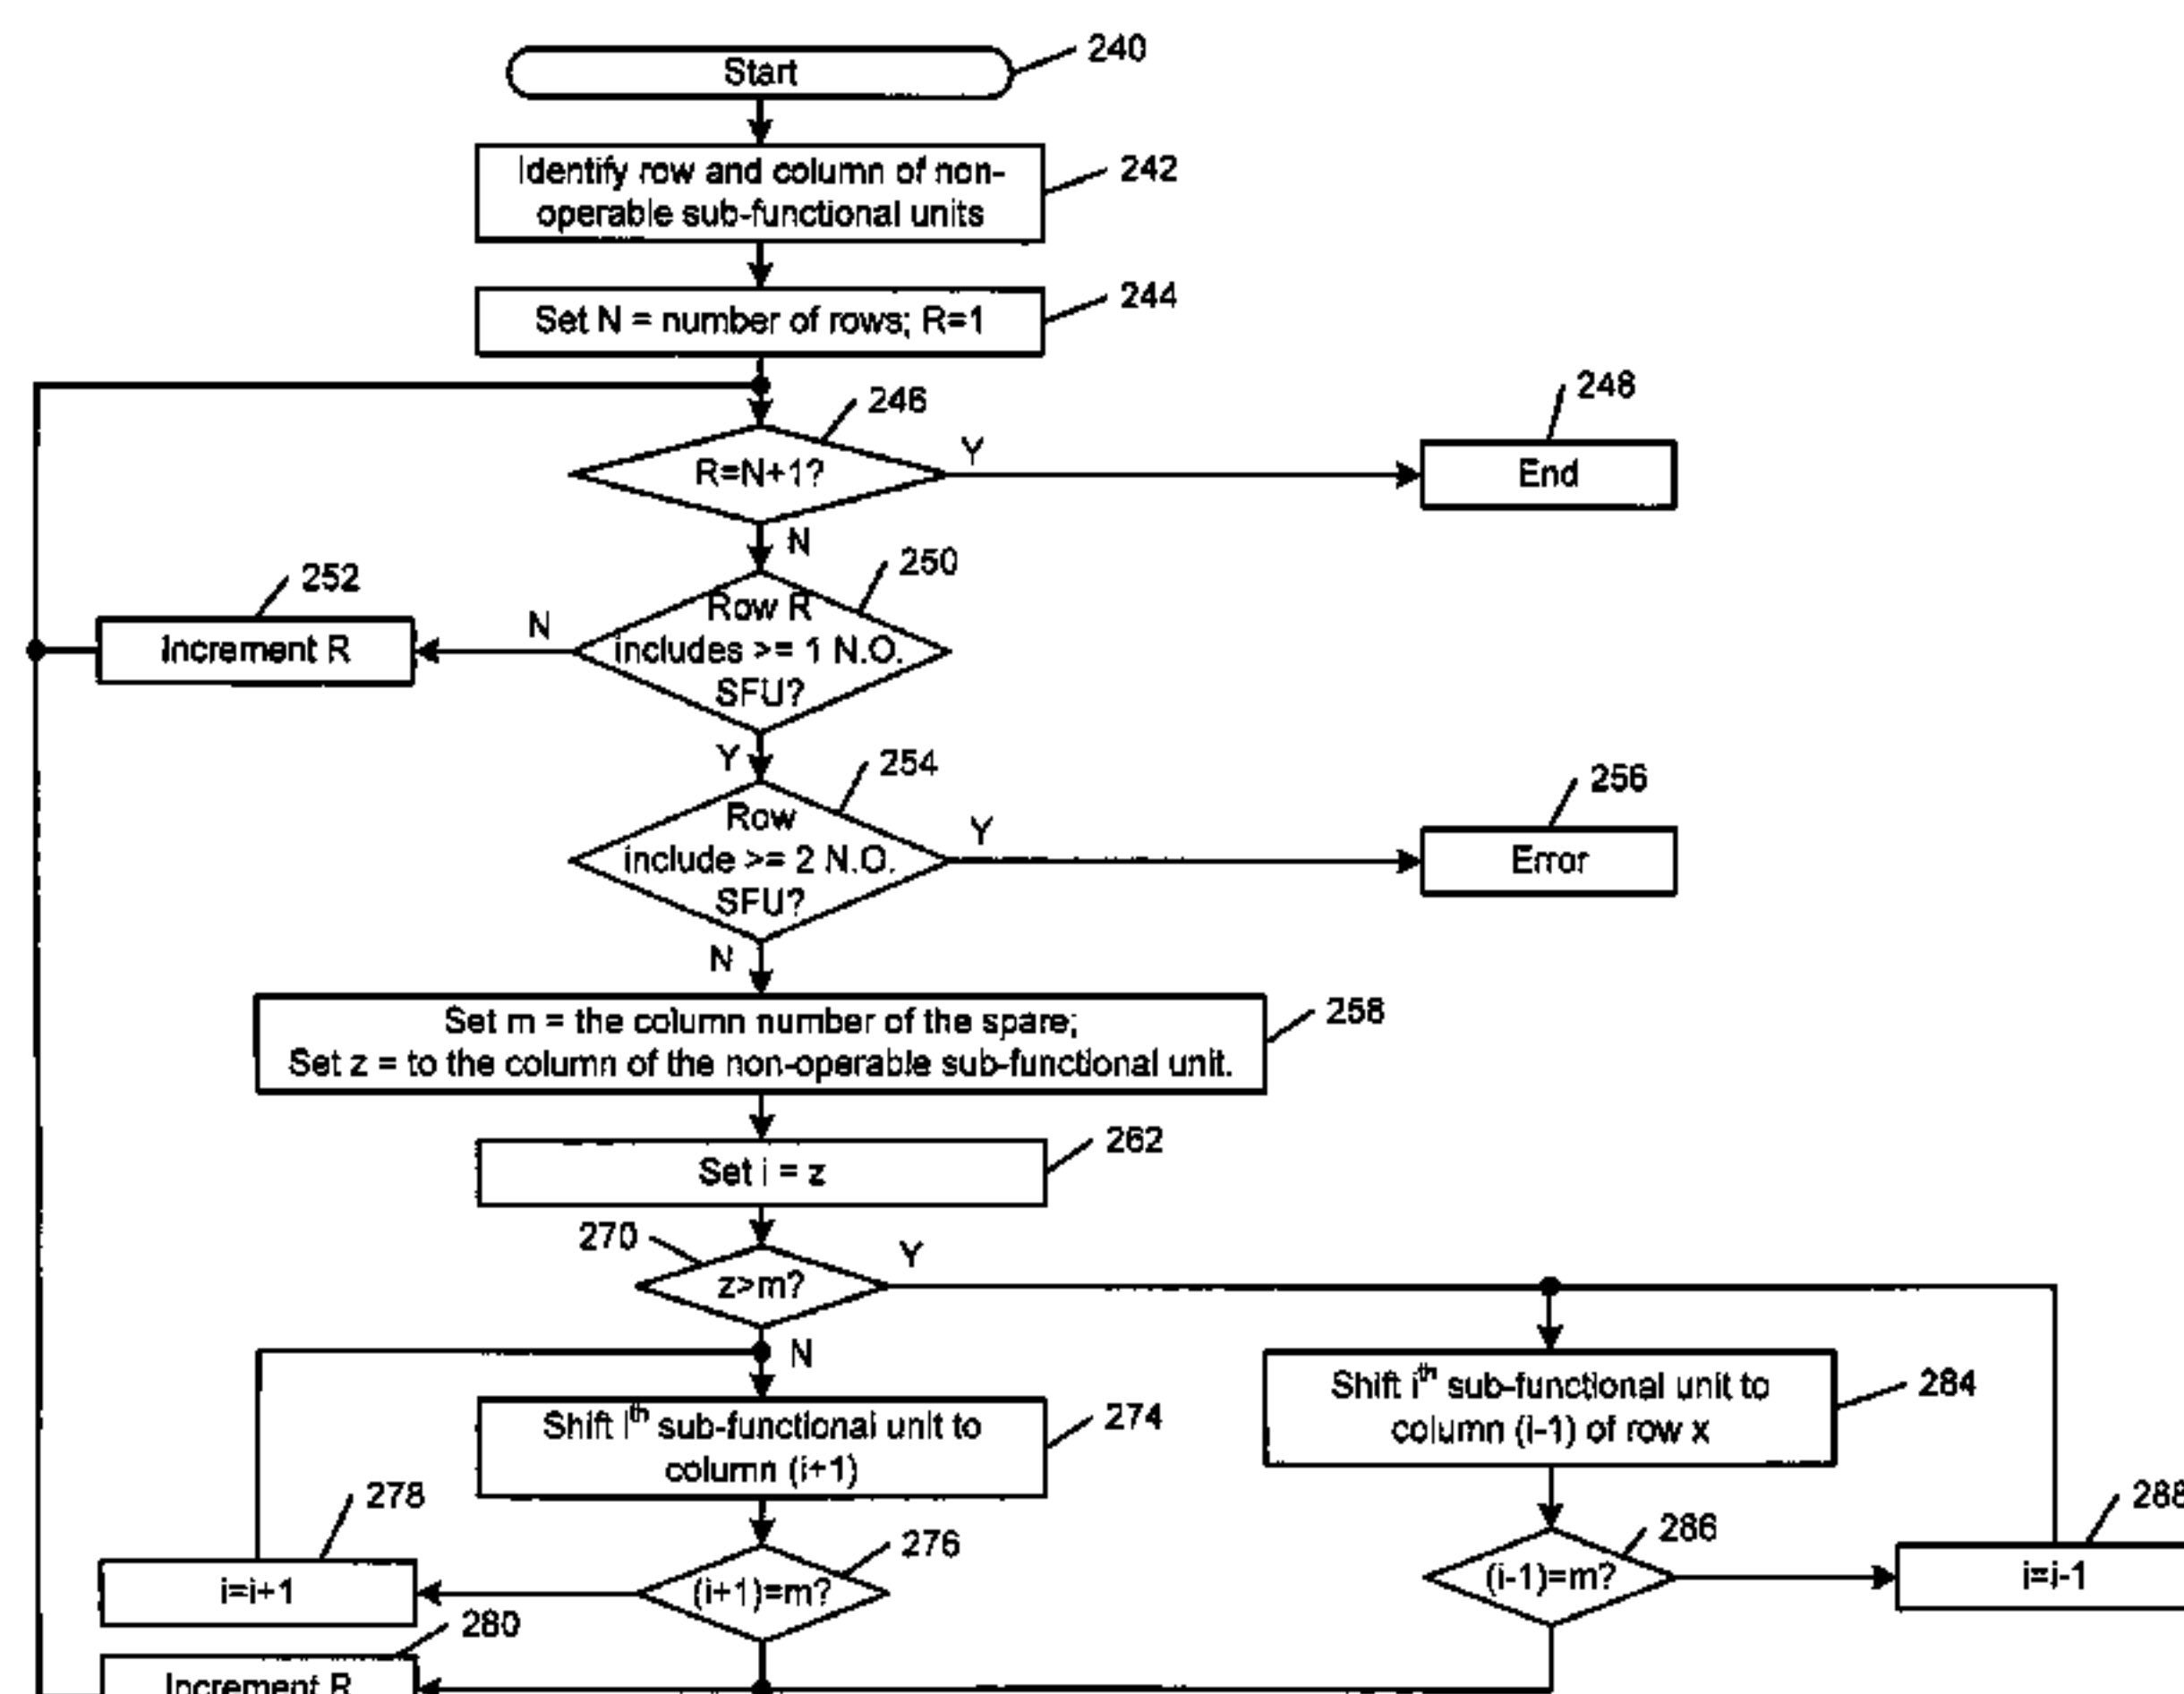 Start
240
Identify row and column of non-
operable sub-functional units
242
Set N = number of rows; R=1
244
R=N+1?
246
Y
End
248
N
Row R
includes >= 1 N.O.
SFU?
250
N
Increment R
252
Y
Row
include >= 2 N.O.
SFU?
254
Y
Error
256
N
Set m = the column number of the spare;
Set z = to the column of the non-operable sub-functional unit.
258
Set i = z
262
z>m?
270
Y
N
Shift ith sub-functional unit to
column (i+1)
274
Shift ith sub-functional unit to
column (i-1) of row x
284
(i+1)=m?
276
i=i+1
278
(i-1)=m?
286
i=i-1
288
Increment R
280